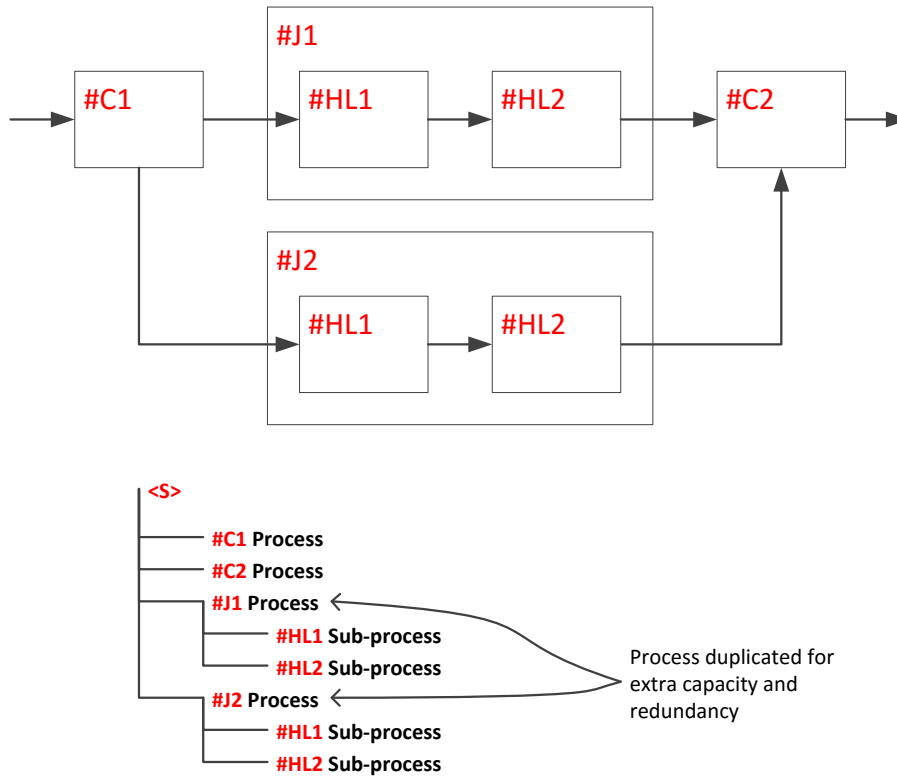 #J1
#C1
#HL1
#HL2
#C2
#J2
#HL1
#HL2
<S>
#C1 Process
#C2 Process
#J1 Process
#HL1 Sub-process
#HL2 Sub-process
#J2 Process
#HL1 Sub-process
#HL2 Sub-process
Process duplicated for
extra capacity and
redundancy